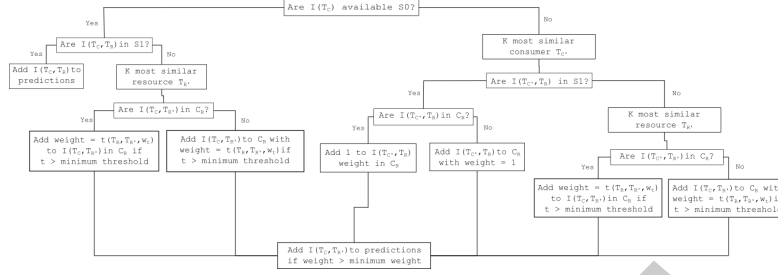 Are I(T_C) available S0?
Yes
No
Are I(T_C,T_R)in S1?
K most similar
consumer T_C'
Yes
No
Add I(T_C,T_R)to
predictions
K most similar
resource T_R'
Are I(T_C',T_R) in S1?
Yes
No
Are I(T_C,T_R')in C_R?
Are I(T_C',T_R)in C_R?
K most similar
resource T_R'
Yes
No
Yes
No
Add weight = t(T_R,T_R',w_t)
to I(T_C,T_R')in C_R if
t > minimum threshold
Add I(T_C,T_R')to C_R with
weight = t(T_R,T_R',w_t)if
t > minimum threshold
Add 1 to I(T_C',T_R)
weight in C_R
Add I(T_C',T_R)to C_R
with weight = 1
Are I(T_C',T_R')in C_R?
Yes
No
Add weight = t(T_R,T_R',w_t)
to I(T_C',T_R')in C_R if
t > minimum threshold
Add I(T_C',T_R')to C_R wit
weight = t(T_R,T_R',w_t)i
t > minimum threshold
Add I(T_C,T_R')to predictions
if weight > minimum weight